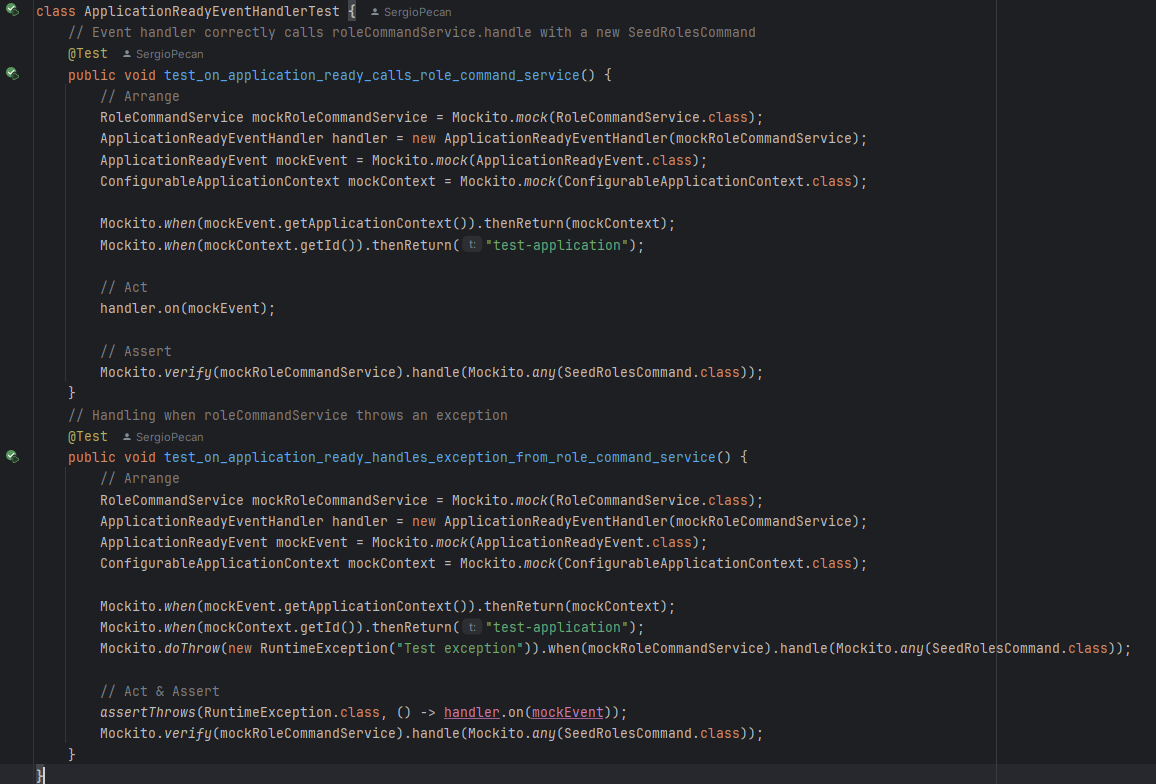 class ApplicationReadyEventHandlerTest { SergioPecan
// Event handler correctly calls roleCommandService.handle with a new SeedRolesCommand
@Test SergioPecan
public void test_on_application_ready_calls_role_command_service() {
// Arrange
RoleCommandService mockRoleCommandService = Mockito.mock(RoleCommandService.class);
ApplicationReadyEventHandler handler = new ApplicationReadyEventHandler(mockRoleCommandService);
ApplicationReadyEvent mockEvent = Mockito.mock(ApplicationReadyEvent.class);
ConfigurableApplicationContext mockContext = Mockito.mock(ConfigurableApplicationContext.class);
Mockito.when(mockEvent.getApplicationContext()).thenReturn(mockContext);
Mockito.when(mockContext.getId()).thenReturn( t: "test-application");
// Act
handler.on(mockEvent);
// Assert
Mockito.verify(mockRoleCommandService).handle(Mockito.any(SeedRolesCommand.class));
}
// Handling when roleCommandService throws an exception
@Test SergioPecan
public void test_on_application_ready_handles_exception_from_role_command_service() {
// Arrange
RoleCommandService mockRoleCommandService = Mockito.mock(RoleCommandService.class);
ApplicationReadyEventHandler handler = new ApplicationReadyEventHandler(mockRoleCommandService);
ApplicationReadyEvent mockEvent = Mockito.mock(ApplicationReadyEvent.class);
ConfigurableApplicationContext mockContext = Mockito.mock(ConfigurableApplicationContext.class);
Mockito.when(mockEvent.getApplicationContext()).thenReturn(mockContext);
Mockito.when(mockContext.getId()).thenReturn( t: "test-application");
Mockito.doThrow(new RuntimeException("Test exception")).when(mockRoleCommandService).handle(Mockito.any(SeedRolesCommand.class));
// Act & Assert
assertThrows(RuntimeException.class, () -> handler.on(mockEvent));
Mockito.verify(mockRoleCommandService).handle(Mockito.any(SeedRolesCommand.class));
}
}